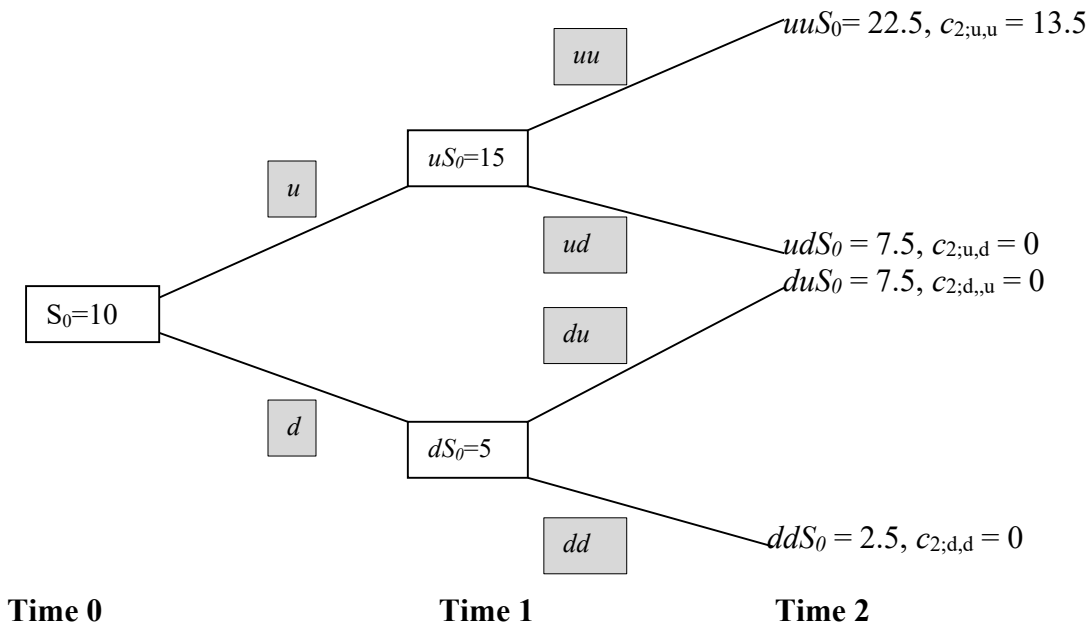 uuS₀= 22.5, c₂;u,u = 13.5
uu
uS₀=15
u
ud
udS₀ = 7.5, c₂;u,d = 0
duS₀ = 7.5, c₂;d,,u = 0
S₀=10
du
d
dS₀=5
dd
ddS₀ = 2.5, c₂;d,d = 0
Time 0 Time 1 Time 2